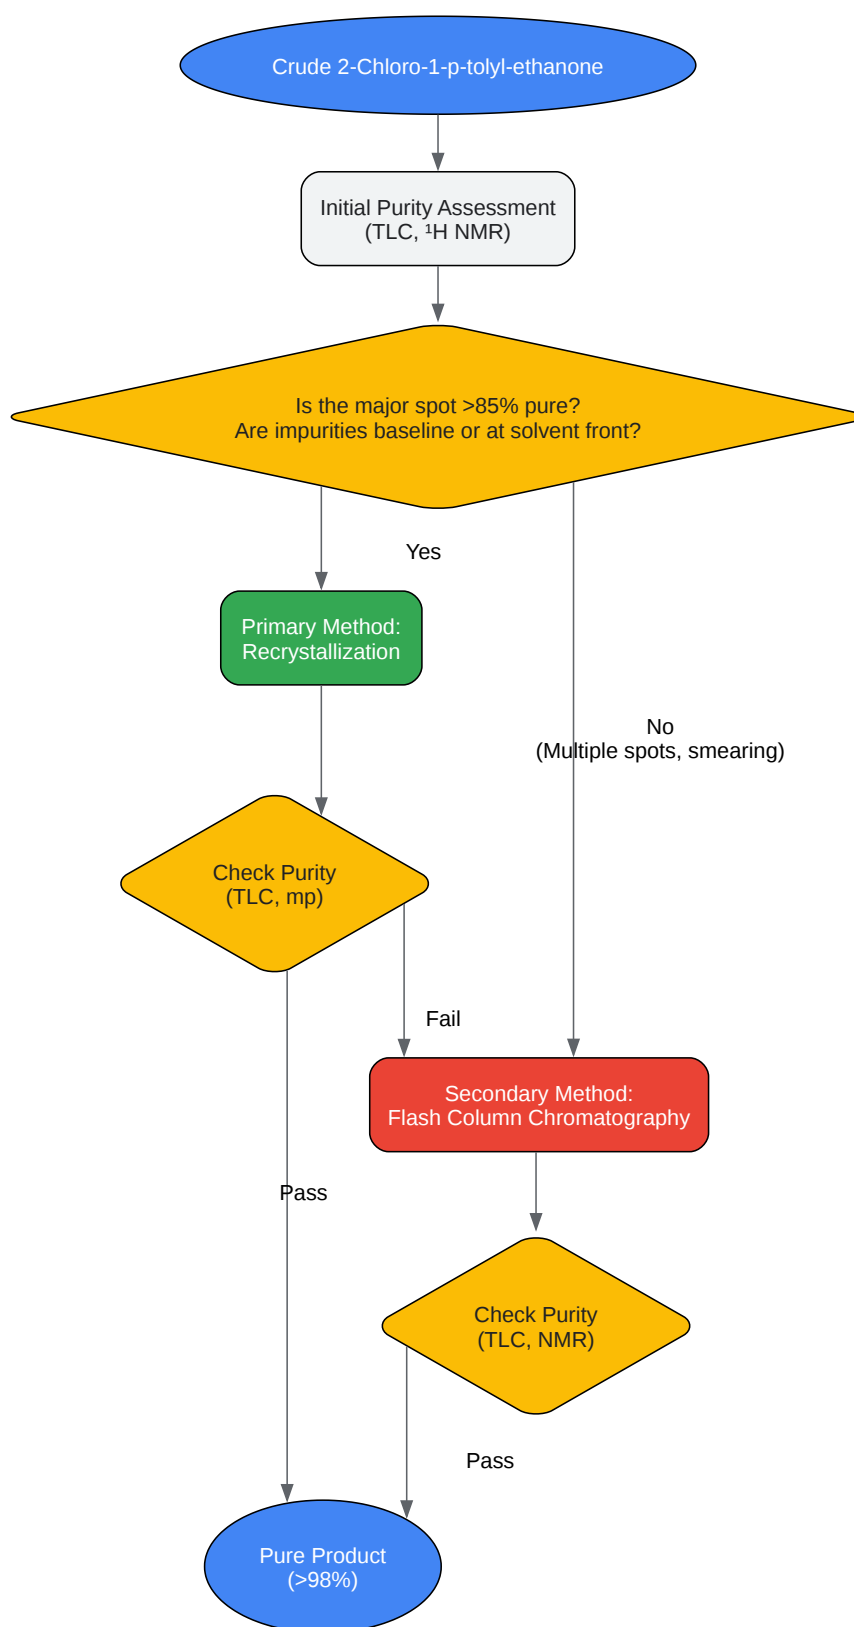 Crude 2-Chloro-1-p-tolyl-ethanone
Initial Purity Assessment
(TLC, ¹H NMR)
Is the major spot >85% pure?
Are impurities baseline or at solvent front?
Yes
Primary Method:
Recrystallization
No
(Multiple spots, smearing)
Check Purity
(TLC, mp)
Fail
Secondary Method:
Flash Column Chromatography
Pass
Check Purity
(TLC, NMR)
Pass
Pure Product
(>98%)